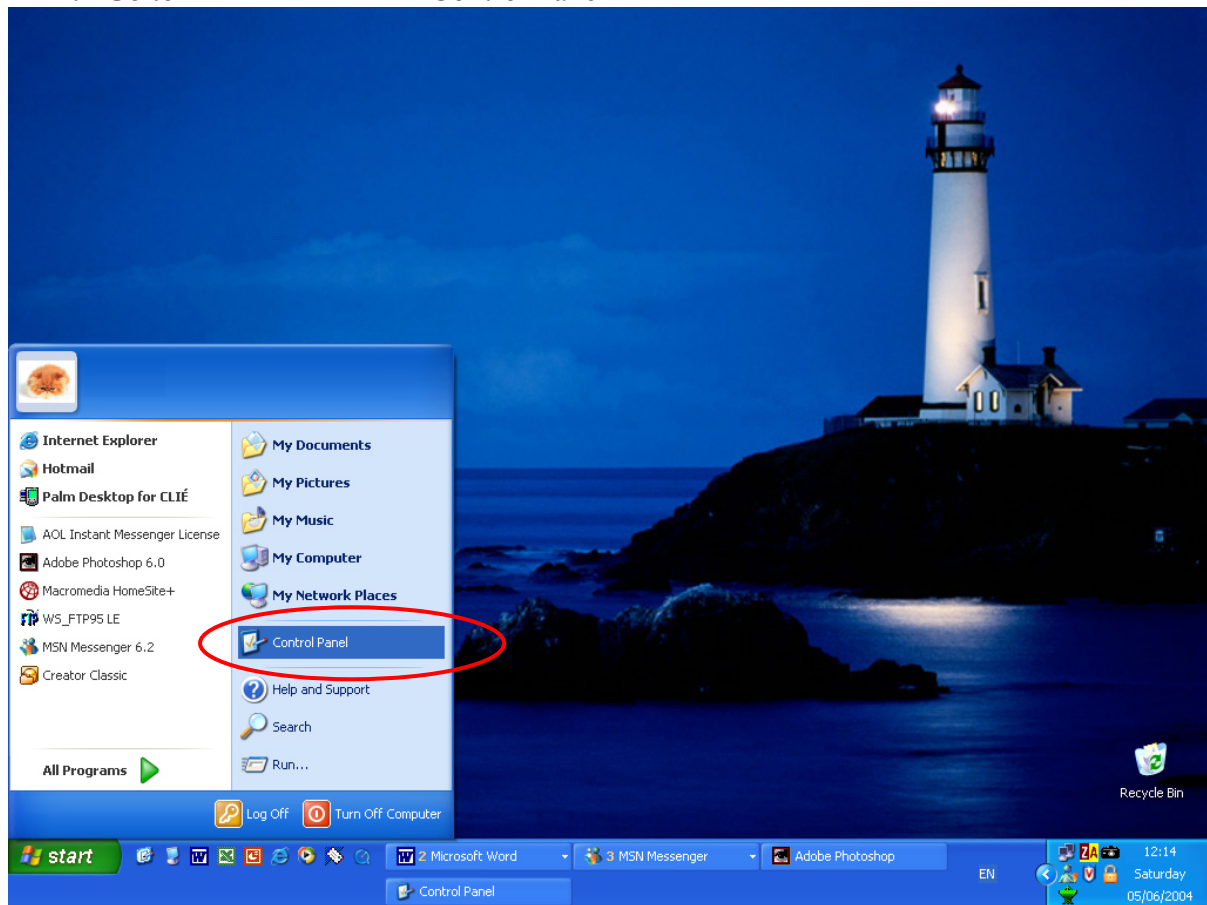 Internet Explorer
Hotmail
Palm Desktop for CLIÉ
AOL Instant Messenger License
Adobe Photoshop 6.0
Macromedia HomeSite+
WS_FTP95 LE
MSN Messenger 6.2
Creator Classic
All Programs
My Documents
My Pictures
My Music
My Computer
My Network Places
Control Panel
Help and Support
Search
Run...
Log Off
Turn Off Computer
Recycle Bin
start
2 Microsoft Word
3 MSN Messenger
Adobe Photoshop
Control Panel
EN
ZA
12:14
Saturday
05/06/2004